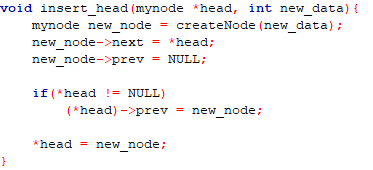 void insert_head(mynode *head, int new_data){
mynode new_node = createNode(new_data);
new_node->next = *head;
new_node->prev = NULL;
if(*head != NULL)
(*head)->prev = new_node;
*head = new_node;
}